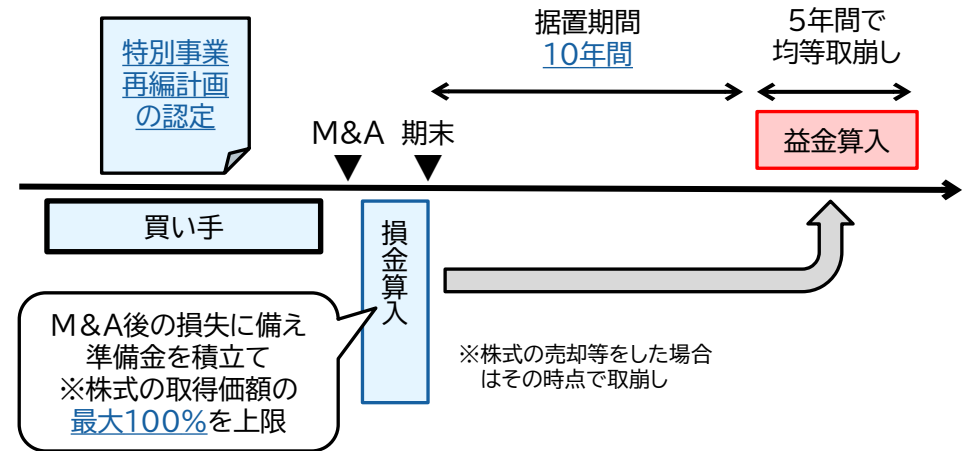 特別事業
再編計画
の認定
据置期間
10年間
5年間で
均等取崩し
M&A
期末
益金算入
買い手
損金算入
M&A後の損失に備え
準備金を積立て
※株式の取得価額の
最大100%を上限
※株式の売却等をした場合
はその時点で取崩し